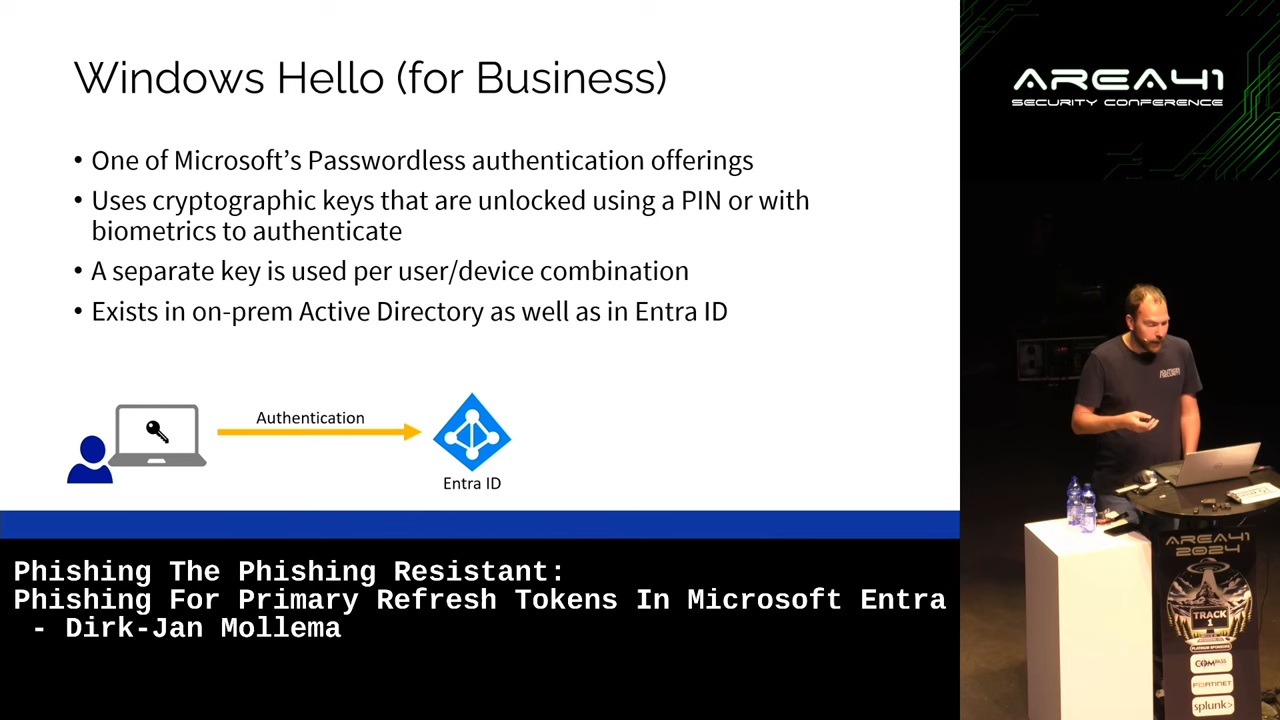 Windows Hello (for Business)
• One of Microsoft's Passwordless authentication offerings
• Uses cryptographic keys that are unlocked using a PIN or with
biometrics to authenticate
• A separate key is used per user/device combination
• Exists in on-prem Active Directory as well as in Entra ID
Authentication
Entra ID
AREA41
SECURITY CONFERENCE
Phishing The Phishing Resistant:
Phishing For Primary Refresh Tokens In Microsoft Entra
- Dirk-Jan Mollema
AREA41
2024
TRACK
1
PLATINUM SPONSORS
COMPASS
FORTINET
splunk>